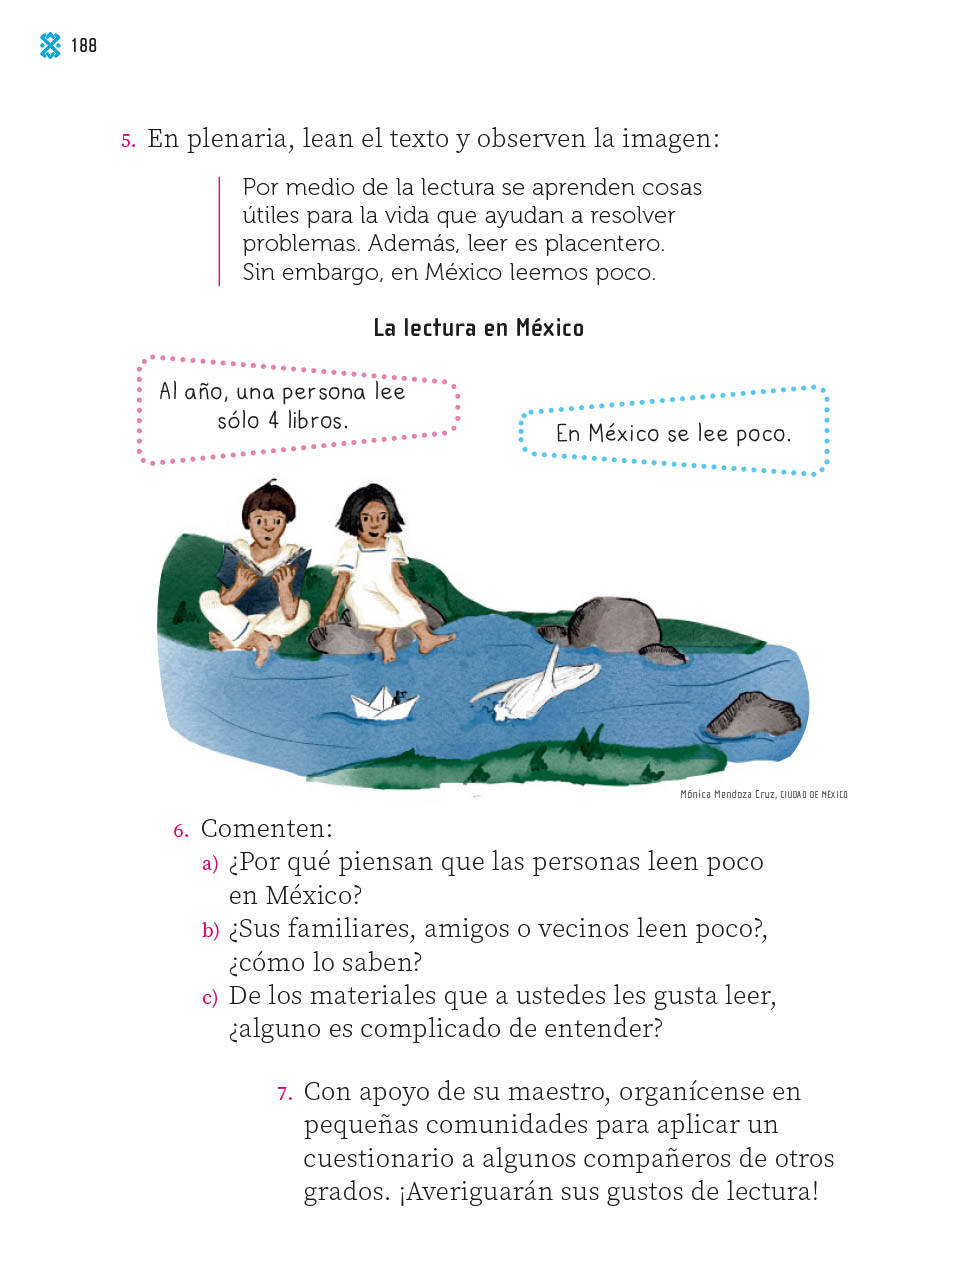 188
5. En plenaria, lean el texto y observen la imagen:
Por medio de la lectura se aprenden cosas
útiles para la vida que ayudan a resolver
problemas. Además, leer es placentero.
Sin embargo, en México leemos poco.
La lectura en México
Al año, una persona lee
sólo 4 libros.
En México se lee poco.
Mónica Mendoza Cruz, CIUDAD DE MÉXICO
6. Comenten:
a) ¿Por qué piensan que las personas leen poco
en México?
b) ¿Sus familiares, amigos o vecinos leen poco?,
¿cómo lo saben?
c) De los materiales que a ustedes les gusta leer,
¿alguno es complicado de entender?
7. Con apoyo de su maestro, organícense en
pequeñas comunidades para aplicar un
cuestionario a algunos compañeros de otros
grados. ¡Averiguarán sus gustos de lectura!